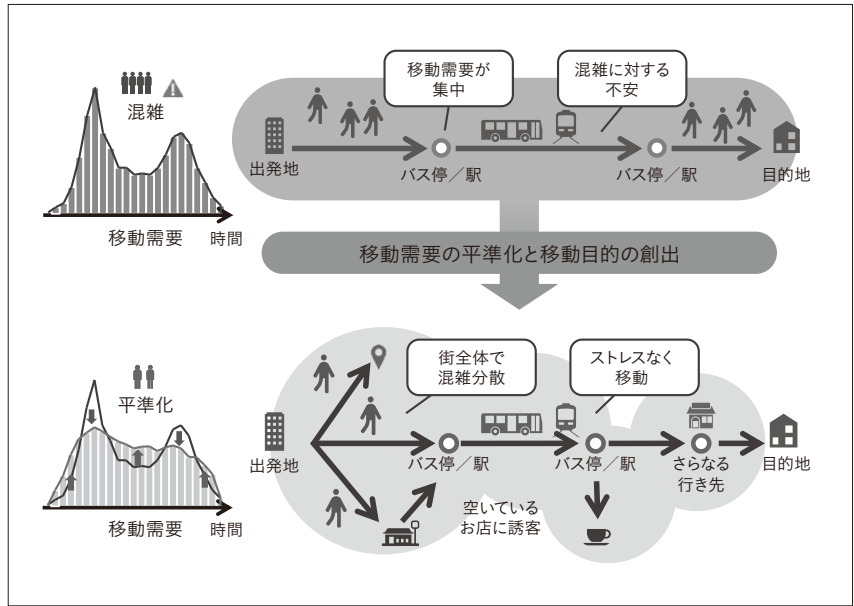 混雑
移動需要
時間
移動需要が
集中
混雑に対する
不安
出発地
バス停／駅
バス停／駅
目的地
移動需要の平準化と移動目的の創出
平準化
移動需要
時間
街全体で
混雑分散
ストレスなく
移動
出発地
バス停／駅
バス停／駅
さらなる
行き先
目的地
空いている
お店に誘客